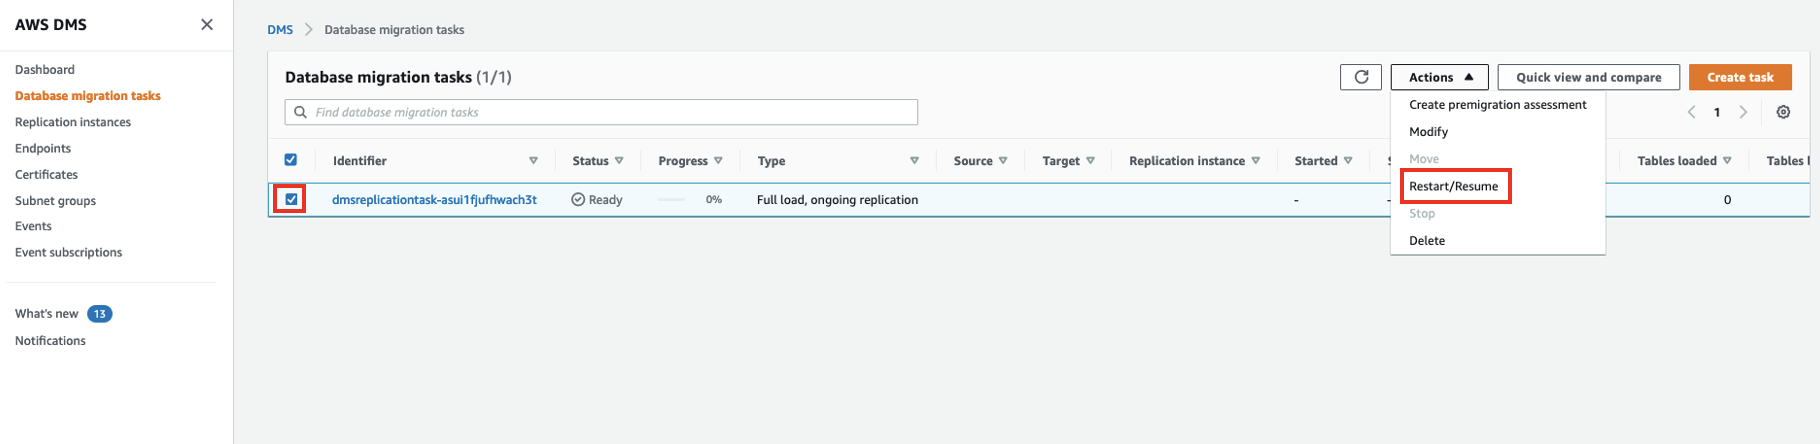 AWS DMS
Dashboard
Database migration tasks
Replication instances
Endpoints
Certificates
Subnet groups
Events
Event subscriptions
What's new 13
Notifications
DMS Database migration tasks
Database migration tasks (1/1)
Actions Quick view and compare Create task
Find database migration tasks
1
Create premigration assessment
Modify
Move
Restart/Resume
Stop
Delete
Identifier Status Progress Type Source Target Replication instance Started S Tables loaded Tables l
dmsreplicationtask-asui1fjufhwach3t Ready 0% Full load, ongoing replication - - 0